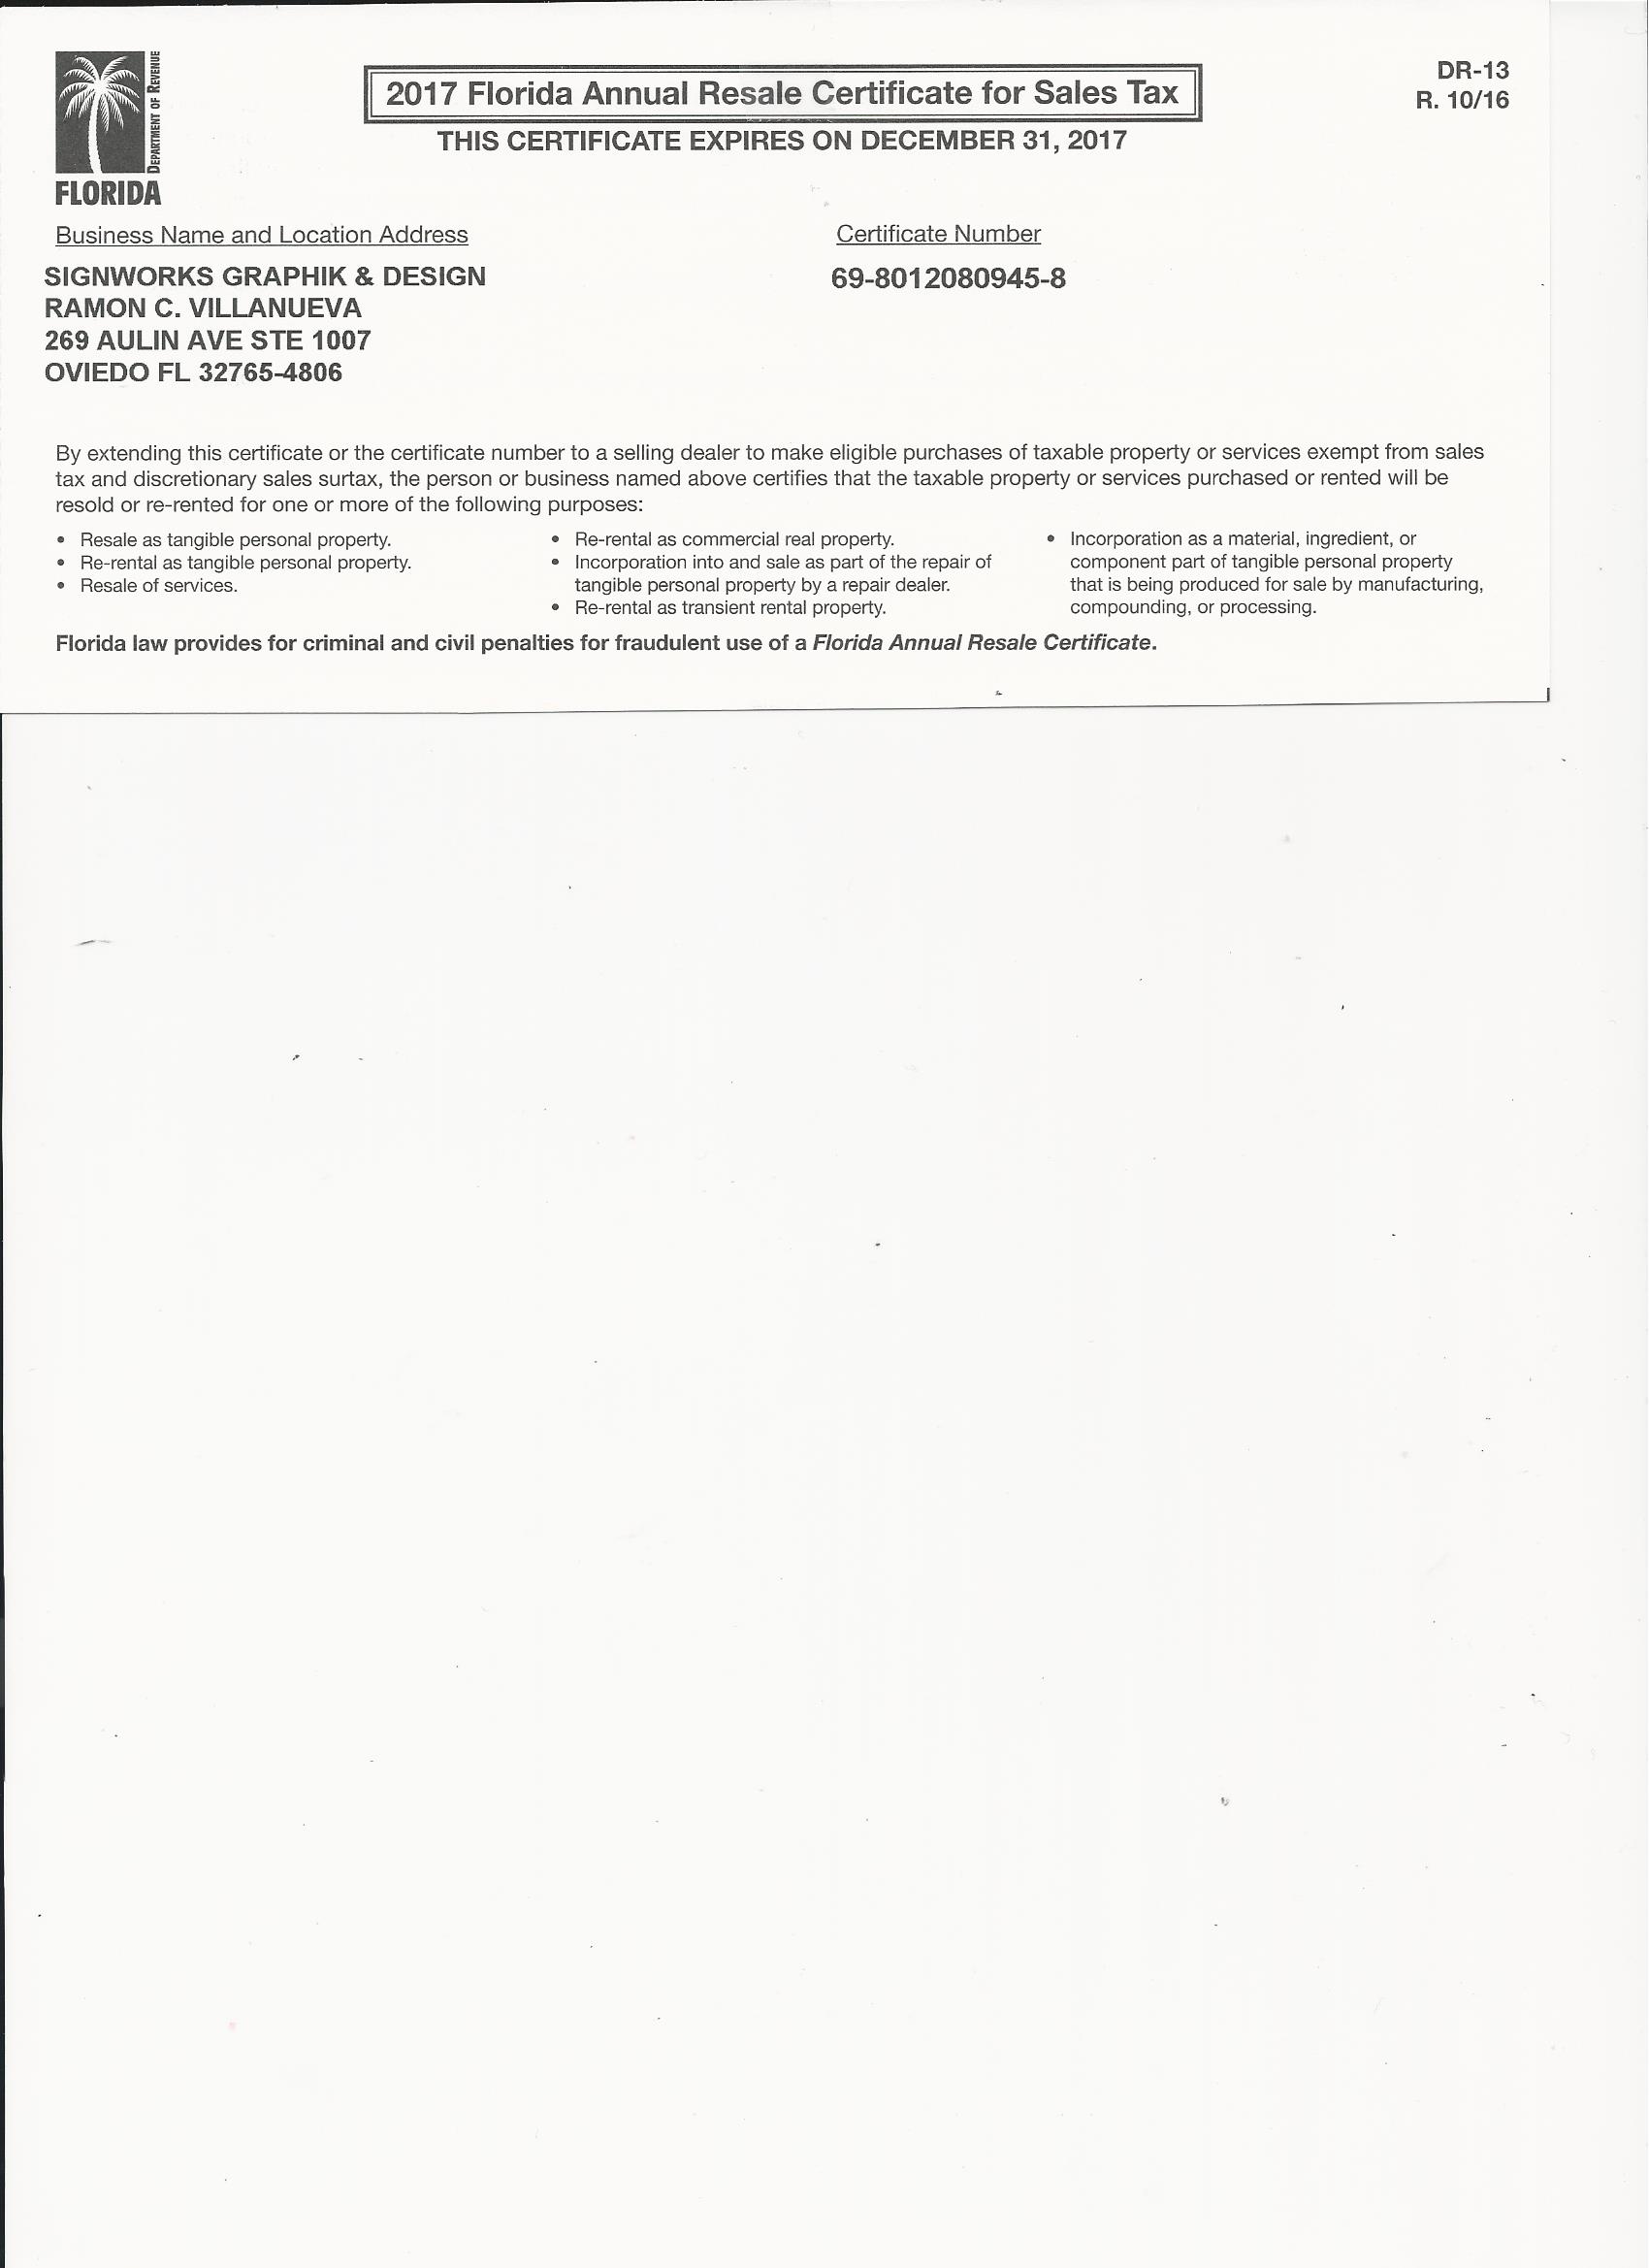 DEPARTMENT OF REVENUE
FLORIDA
2017 Florida Annual Resale Certificate for Sales Tax
THIS CERTIFICATE EXPIRES ON DECEMBER 31, 2017
DR-13
R. 10/16
Business Name and Location Address
SIGNWORKS GRAPHIK & DESIGN
RAMON C. VILLANUEVA
269 AULIN AVE STE 1007
OVIEDO FL 32765-4806
Certificate Number
69-8012080945-8
By extending this certificate or the certificate number to a selling dealer to make eligible purchases of taxable property or services exempt from sales
tax and discretionary sales surtax, the person or business named above certifies that the taxable property or services purchased or rented will be
resold or re-rented for one or more of the following purposes:
• Resale as tangible personal property.
• Re-rental as tangible personal property.
• Resale of services.
• Re-rental as commercial real property.
• Incorporation into and sale as part of the repair of
tangible personal property by a repair dealer.
• Re-rental as transient rental property.
• Incorporation as a material, ingredient, or
component part of tangible personal property
that is being produced for sale by manufacturing,
compounding, or processing.
Florida law provides for criminal and civil penalties for fraudulent use of a Florida Annual Resale Certificate.